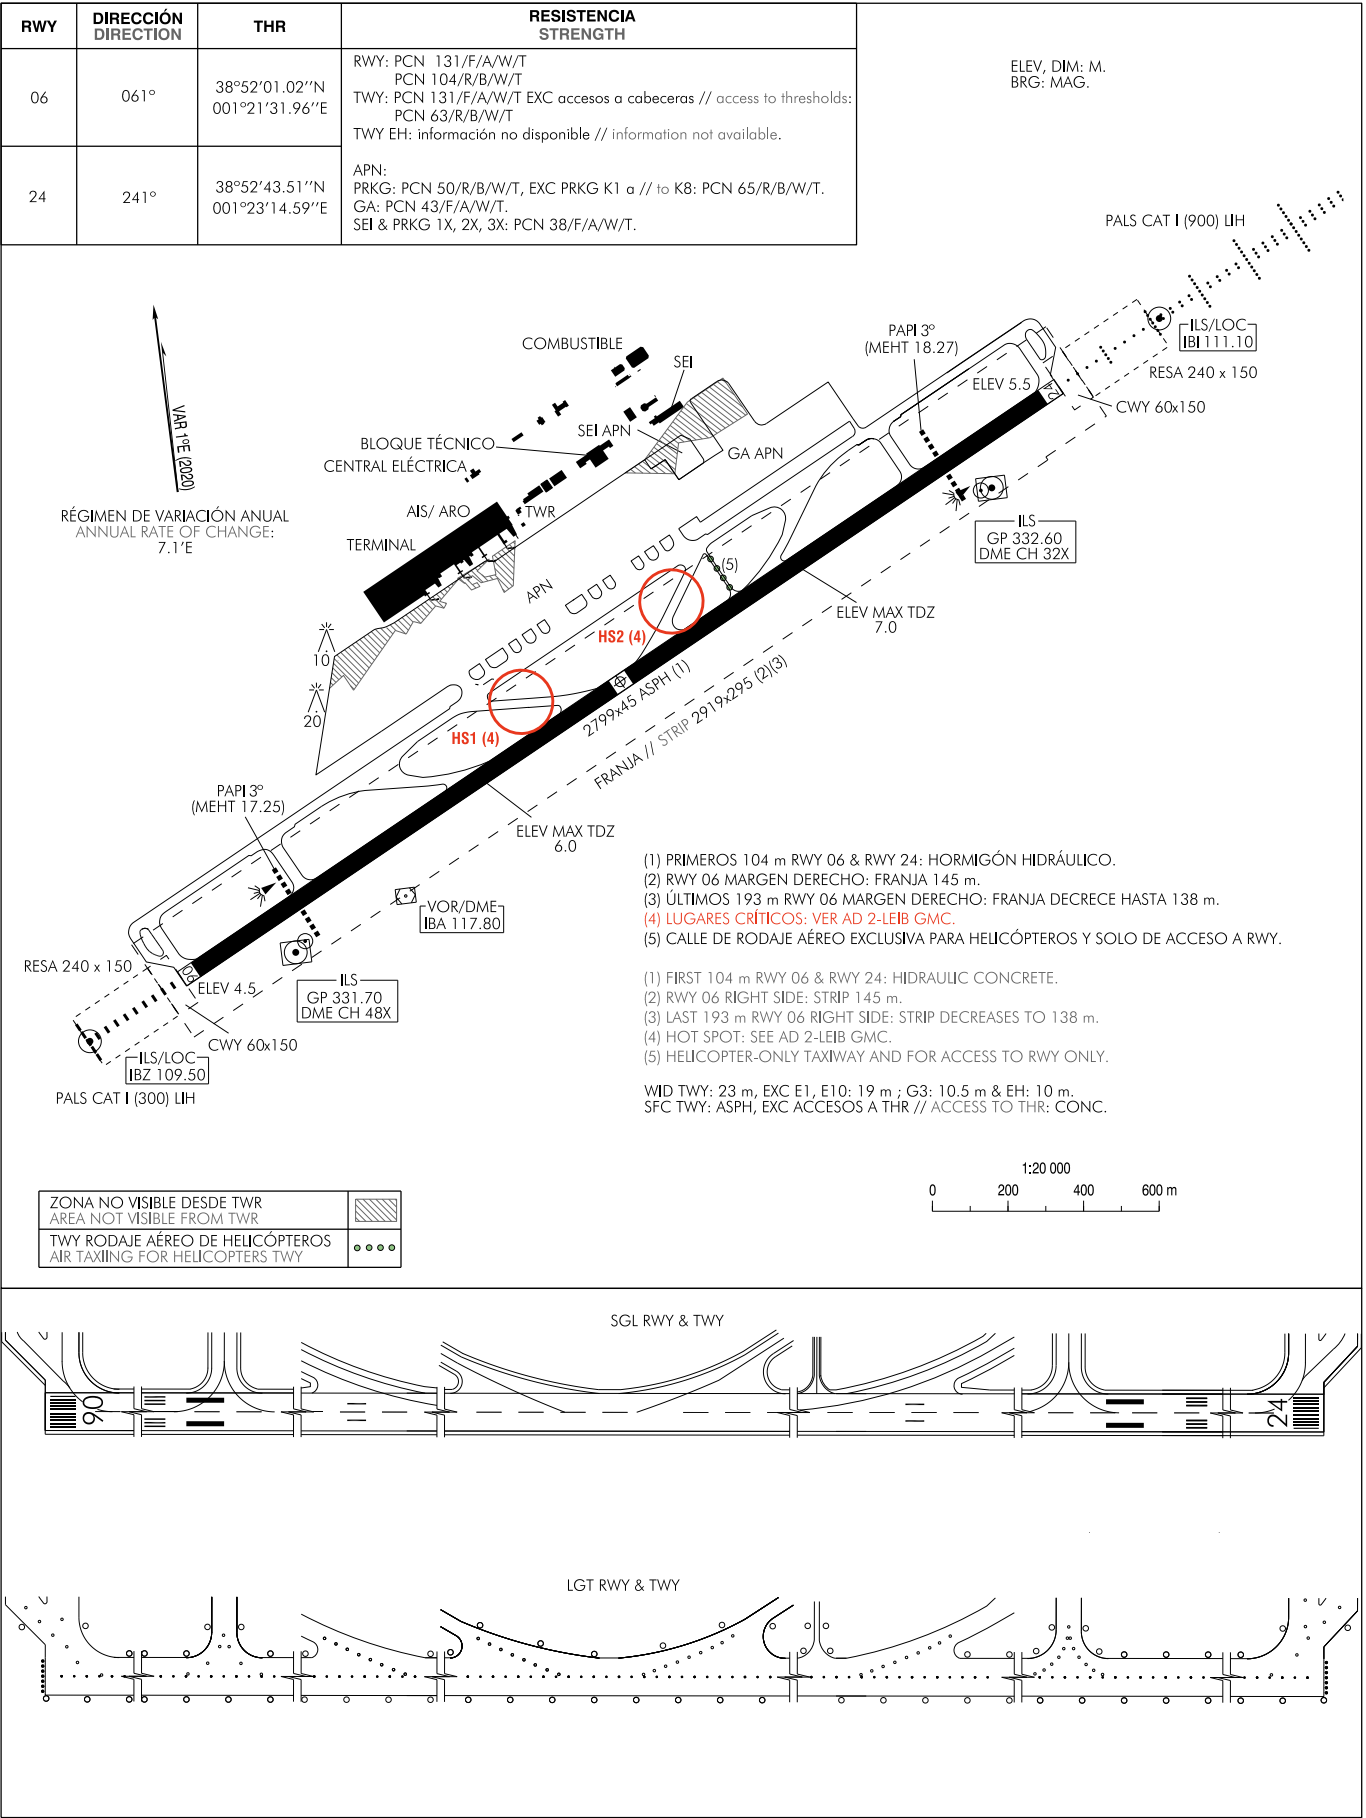 RWY
DIRECCIÓN
DIRECTION
THR
RESISTENCIA
STRENGTH
06
061°
38°52'01.02''N
001°21'31.96''E
RWY: PCN 131/F/A/W/T
PCN 104/R/B/W/T
TWY: PCN 131/F/A/W/T EXC accesos a cabeceras // access to thresholds:
PCN 63/R/B/W/T
TWY EH: información no disponible // information not available.
24
241°
38°52'43.51''N
001°23'14.59''E
APN:
PRKG: PCN 50/R/B/W/T, EXC PRKG K1 a // to K8: PCN 65/R/B/W/T.
GA: PCN 43/F/A/W/T.
SEI & PRKG 1X, 2X, 3X: PCN 38/F/A/W/T.
ELEV, DIM: M.
BRG: MAG.
PALS CAT I (900) LIH
ILS/LOC
IBI 111.10
RESA 240 x 150
CWY 60x150
PAPI 3º
(MEHT 18.27)
ELEV 5.5
24
COMBUSTIBLE
SEI
SEI APN
GA APN
BLOQUE TÉCNICO
CENTRAL ELÉCTRICA
AIS/ ARO
TWR
TERMINAL
APN
VAR 1ºE (2020)
RÉGIMEN DE VARIACIÓN ANUAL
ANNUAL RATE OF CHANGE:
7.1'E
ILS
GP 332.60
DME CH 32X
(5)
ELEV MAX TDZ
7.0
HS2 (4)
10
20
HS1 (4)
2799x45 ASPH (1)
FRANJA // STRIP 2919x295 (2)(3)
PAPI 3º
(MEHT 17.25)
ELEV MAX TDZ
6.0
VOR/DME
IBA 117.80
RESA 240 x 150
06
ELEV 4.5
ILS
GP 331.70
DME CH 48X
CWY 60x150
ILS/LOC
IBZ 109.50
PALS CAT I (300) LIH
(1) PRIMEROS 104 m RWY 06 & RWY 24: HORMIGÓN HIDRÁULICO.
(2) RWY 06 MARGEN DERECHO: FRANJA 145 m.
(3) ÚLTIMOS 193 m RWY 06 MARGEN DERECHO: FRANJA DECRECE HASTA 138 m.
(4) LUGARES CRÍTICOS: VER AD 2-LEIB GMC.
(5) CALLE DE RODAJE AÉREO EXCLUSIVA PARA HELICÓPTEROS Y SOLO DE ACCESO A RWY.
(1) FIRST 104 m RWY 06 & RWY 24: HIDRAULIC CONCRETE.
(2) RWY 06 RIGHT SIDE: STRIP 145 m.
(3) LAST 193 m RWY 06 RIGHT SIDE: STRIP DECREASES TO 138 m.
(4) HOT SPOT: SEE AD 2-LEIB GMC.
(5) HELICOPTER-ONLY TAXIWAY AND FOR ACCESS TO RWY ONLY.
WID TWY: 23 m, EXC E1, E10: 19 m ; G3: 10.5 m & EH: 10 m.
SFC TWY: ASPH, EXC ACCESOS A THR // ACCESS TO THR: CONC.
1:20 000
0 200 400 600 m
ZONA NO VISIBLE DESDE TWR
AREA NOT VISIBLE FROM TWR
TWY RODAJE AÉREO DE HELICÓPTEROS
AIR TAXIING FOR HELICOPTERS TWY
SGL RWY & TWY
06
24
LGT RWY & TWY